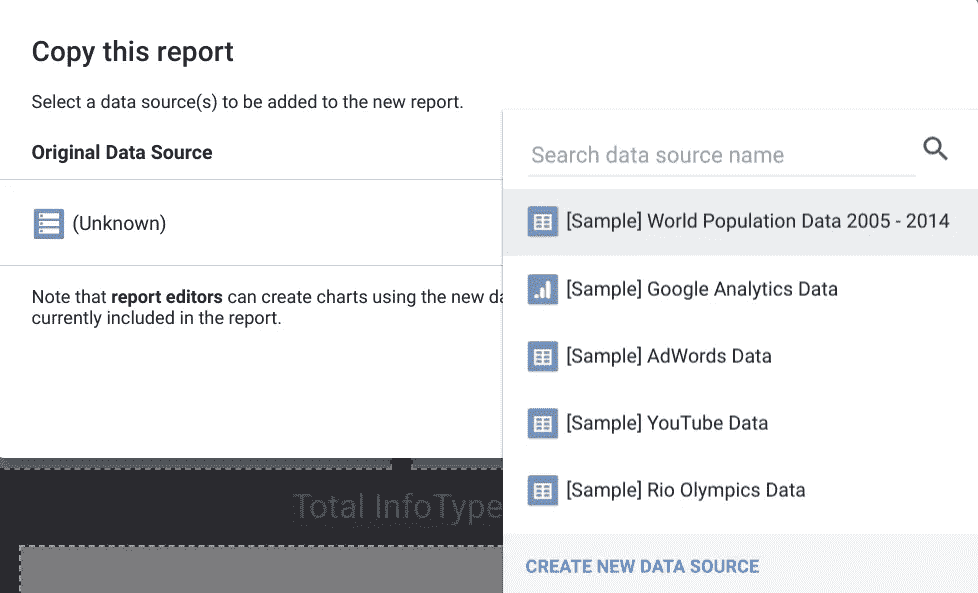 Copy this report
Select a data source(s) to be added to the new report.
Original Data Source
(Unknown)
Note that report editors can create charts using the new
currently included in the report.
Search data source name
[Sample] World Population Data 2005 - 2014
[Sample] Google Analytics Data
[Sample] AdWords Data
[Sample] YouTube Data
[Sample] Rio Olympics Data
CREATE NEW DATA SOURCE
Total InfoType